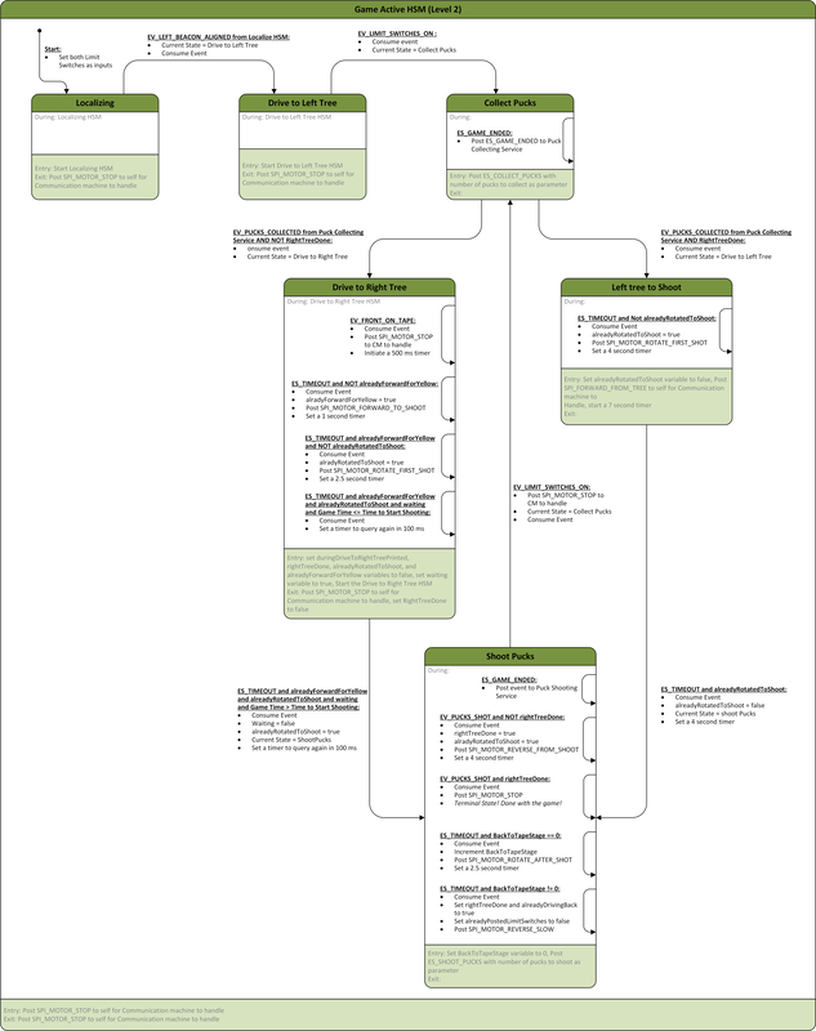 Game Active HSM (Level 2)
Start:
• Set both Limit
Switches as inputs
EV_LEFT_BEACON_ALIGNED from Localize HSM:
• Current State = Drive to Left Tree
• Consume Event
EV_LIMIT_SWITCHES_ON :
• Consume event
• Current State = Collect Pucks
Localizing
During: Localizing HSM
Entry: Start Localizing HSM
Exit: Post SPI_MOTOR_STOP to self for
Communication machine to handle
Drive to Left Tree
During: Drive to Left Tree HSM
Entry: Start Drive to Left Tree HSM
Exit: Post SPI_MOTOR_STOP to self for
Communication machine to handle
Collect Pucks
During:
ES_GAME_ENDED:
• Post ES_GAME_ENDED to Puck
Collecting Service
Entry: Post ES_COLLECT_PUCKS with
number of pucks to collect as parameter
Exit:
EV_PUCKS_COLLECTED from Puck Collecting
Service AND NOT RightTreeDone:
• onsume event
• Current State = Drive to Right Tree
EV_PUCKS_COLLECTED from Puck Collecting
Service AND RightTreeDone:
• Consume event
• Current State = Drive to Left Tree
Drive to Right Tree
During: Drive to Right Tree HSM
EV_FRONT_ON_TAPE:
• Consume Event
• Post SPI_MOTOR_STOP
to CM to handle
• Initiate a 500 ms timer
ES_TIMEOUT and NOT alreadyForwardForYellow:
• Consume Event
• alradyForwardForYellow = true
• Post SPI_MOTOR_FORWARD_TO_SHOOT
• Set a 1 second timer
ES_TIMEOUT and alreadyForwardForYellow
and NOT alreadyRotatedToShoot:
• Consume Event
• alradyRotatedToShoot = true
• Post SPI_MOTOR_ROTATE_FIRST_SHOT
• Set a 2.5 second timer
ES_TIMEOUT and alreadyForwardForYellow
and alreadyRotatedToShoot and waiting
and Game Time <= Time to Start Shooting:
• Consume Event
• Set a timer to query again in 100 ms
Entry: set duringDriveToRightTreePrinted,
rightTreeDone, alreadyRotatedToShoot, and
alreadyForwardForYellow variables to false, set waiting
variable to true, Start the Drive to Right Tree HSM
Exit: Post SPI_MOTOR_STOP to self for
Communication machine to handle, set RightTreeDone
to false
Left tree to Shoot
During:
ES_TIMEOUT and Not alreadyRotatedToShoot:
• Consume Event
• alreadyRotatedToShoot = true
• Post SPI_MOTOR_ROTATE_FIRST_SHOT
• Set a 4 second timer
Entry: Set alreadyRotatedToShoot variable to false, Post
SPI_FORWARD_FROM_TREE to self for Communication
machine to
Handle, start a 7 second timer
Exit:
EV_LIMIT_SWITCHES_ON:
• Post SPI_MOTOR_STOP to
CM to handle
• Current State = Collect Pucks
• Consume Event
ES_TIMEOUT and alreadyForwardForYellow
and alreadyRotatedToShoot and waiting
and Game Time > Time to Start Shooting:
• Consume Event
• Waiting = false
• alreadyRotatedToShoot = true
• Current State = ShootPucks
• Set a timer to query again in 100 ms
ES_TIMEOUT and alreadyRotatedToShoot:
• Consume Event
• alreadyRotatedToShoot = false
• Current State = shoot Pucks
• Set a 4 second timer
Shoot Pucks
During:
ES_GAME_ENDED:
• Post event to Puck Shooting
Service
EV_PUCKS_SHOT and NOT rightTreeDone:
• Consume Event
• rightTreeDone = true
• alradyRotatedToShoot = true
• Post SPI_MOTOR_REVERSE_FROM_SHOOT
• Set a 4 second timer
EV_PUCKS_SHOT and rightTreeDone:
• Consume Event
• Post SPI_MOTOR_STOP
• Terminal State! Done with the game!
ES_TIMEOUT and BackToTapeStage == 0:
• Consume Event
• Increment BackToTapeStage
• Post SPI_MOTOR_ROTATE_AFTER_SHOT
• Set a 2.5 second timer
ES_TIMEOUT and BackToTapeStage != 0:
• Consume Event
• Set rightTreeDone and alreadyDrivingBack
to true
• Set alreadyPostedLimitSwitches to false
• Post SPI_MOTOR_REVERSE_SLOW
Entry: Set BackToTapeStage variable to 0, Post
ES_SHOOT_PUCKS with number of pucks to shoot as
parameter
Exit:
Entry: Post SPI_MOTOR_STOP to self for Communication machine to handle
Exit: Post SPI_MOTOR_STOP to self for Communication machine to handle